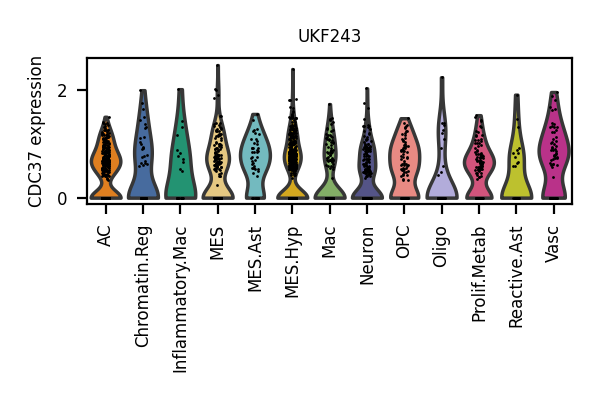 UKF243
CDC37 expression
2
0
AC
Chromatin.Reg
Inflammatory.Mac
MES
MES.Ast
MES.Hyp
Mac
Neuron
OPC
Oligo
Prolif.Metab
Reactive.Ast
Vasc